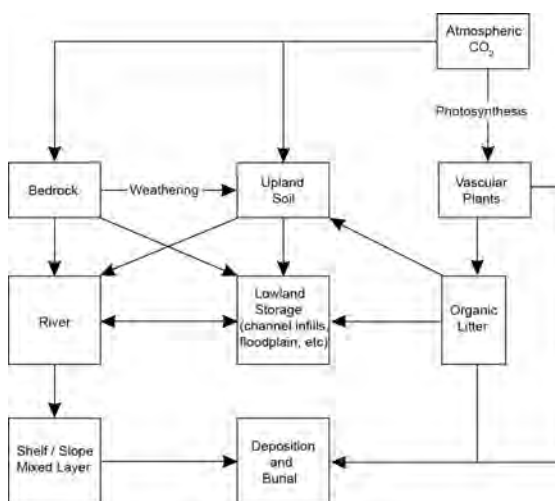 Atmospheric
CO₂
Photosynthesis
Bedrock
Weathering
Upland
Soil
Vascular
Plants
River
Lowland
Storage
(channel infills,
floodplain, etc)
Organic
Litter
Shelf / Slope
Mixed Layer
Deposition
and
Burial